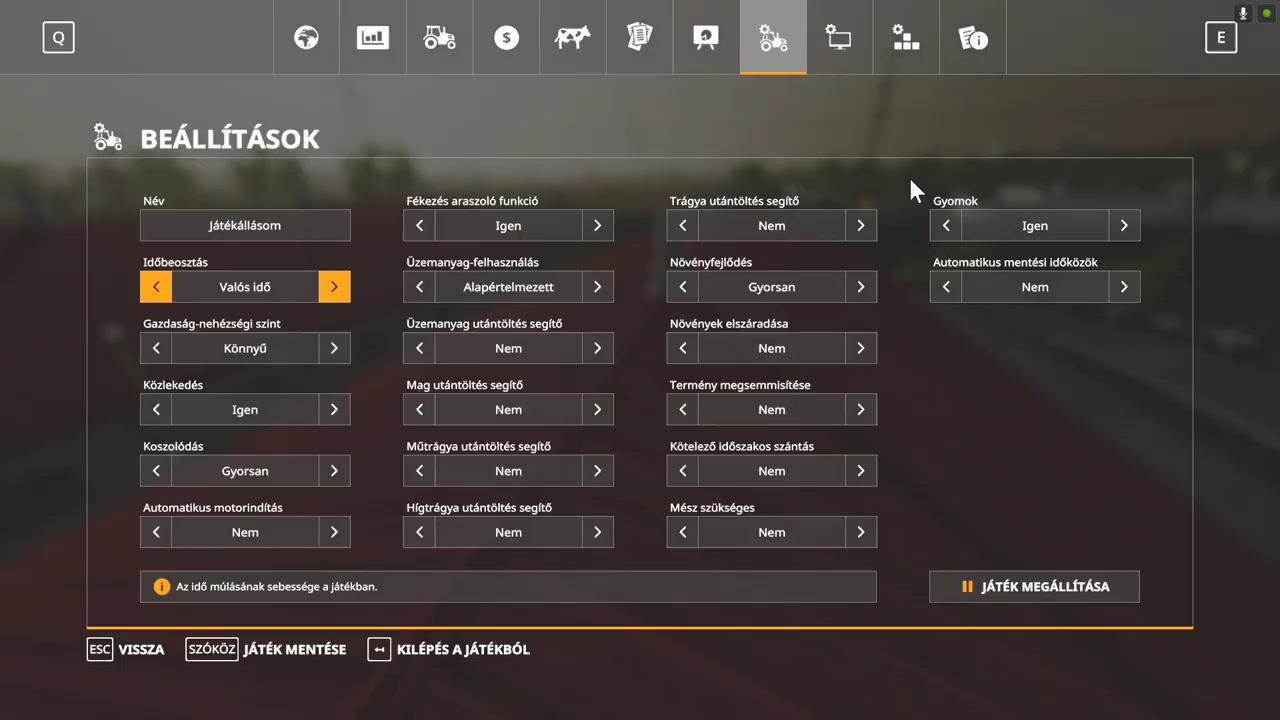 Q
$
E
BEÁLLÍTÁSOK
Név
Játékállásom
Időbeosztás
Valós idő
Gazdaság-nehézségi szint
Könnyű
Közlekedés
Igen
Koszolódás
Gyorsan
Automatikus motorindítás
Nem
Fékezés araszoló funkció
Igen
Üzemanyag-felhasználás
Alapértelmezett
Üzemanyag utántöltés segítő
Nem
Mag utántöltés segítő
Nem
Műtrágya utántöltés segítő
Nem
Hígtrágya utántöltés segítő
Nem
Trágya utántöltés segítő
Nem
Növényfejlődés
Gyorsan
Növények elszáradása
Nem
Termény megsemmisítése
Nem
Kötelező időszakos szántás
Nem
Mész szükséges
Nem
Gyomok
Igen
Automatikus mentési időközök
Nem
Az idő múlásának sebessége a játékban.
JÁTÉK MEGÁLLÍTÁSA
ESC VISSZA SZÓKÖZ JÁTÉK MENTÉSE KILÉPÉS A JÁTÉKBÓL